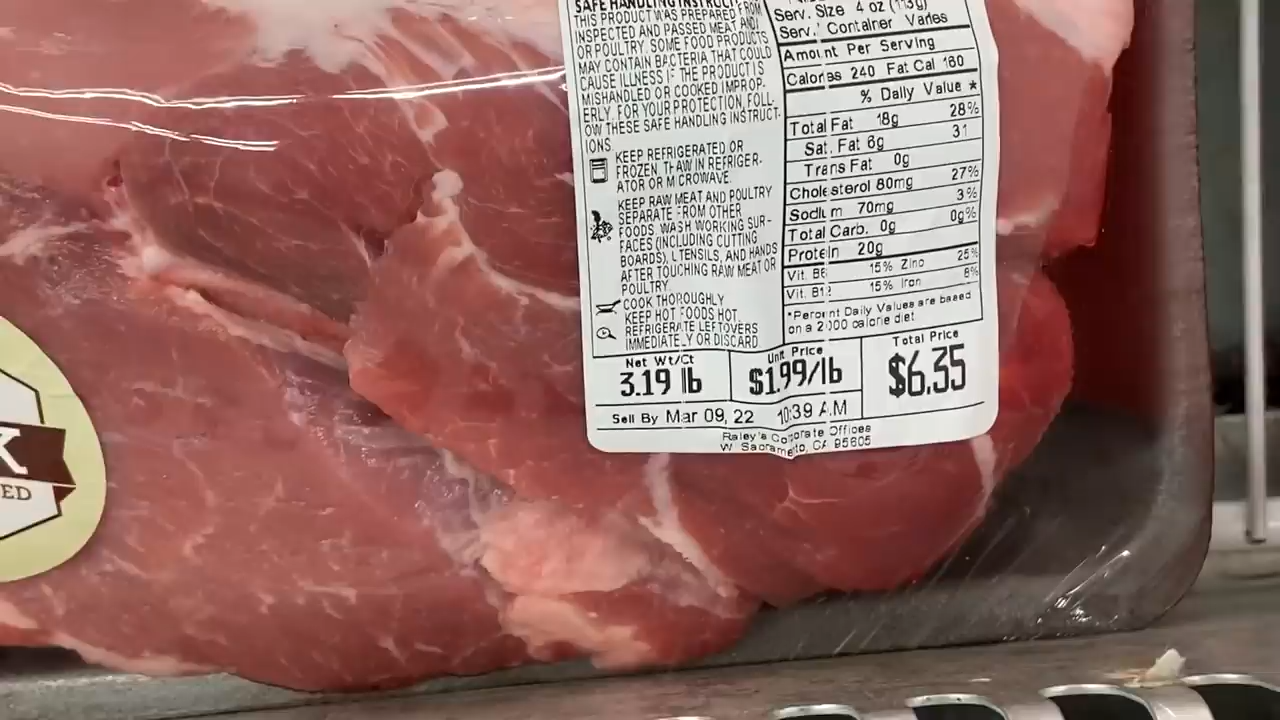 SAFE HANDLING INSTRUCTI
THIS PRODUCT WAS PREPARED FROM
INSPECTED AND PASSED MEAT AND/
OR POULTRY. SOME FOOD PRODUCTS
MAY CONTAIN BACTERIA THAT COULD
CAUSE ILLNESS IF THE PRODUCT IS
MISHANDLED OR COOKED IMPROP-
ERLY. FOR YOUR PROTECTION, FOLL-
OW THESE SAFE HANDLING INSTRUCT-
IONS.
KEEP REFRIGERATED OR
FROZEN. THAW IN REFRIGER-
ATOR OR MICROWAVE.
KEEP RAW MEAT AND POULTRY
SEPARATE FROM OTHER
FOODS. WASH WORKING SUR-
FACES (INCLUDING CUTTING
BOARDS), UTENSILS, AND HANDS
AFTER TOUCHING RAW MEAT OR
POULTRY.
COOK THOROUGHLY
KEEP HOT FOODS HOT.
REFRIGERATE LEFTOVERS
IMMEDIATELY OR DISCARD
Serv. Size 4 oz (113g)
Serv. Container Varies
Amount Per Serving
Calories 240 Fat Cal 160
% Daily Value *
Total Fat 18g 28%
Sat. Fat 6g 31
Trans Fat 0g
Cholesterol 80mg 27%
Sodium 70mg 3%
Total Carb. 0g 0g%
Protein 20g
Vit. B6 15% Zinc 25%
Vit. B12 15% Iron 8%
*Percent Daily Values are based
on a 2000 calorie diet
Net Wt/Ct
3.19 lb
Unit Price
$1.99/lb
Total Price
$6.35
Sell By Mar 09, 22 10:39 A.M
Raley's Corporate Offices
W Sacramento, CA 95605
K
ED